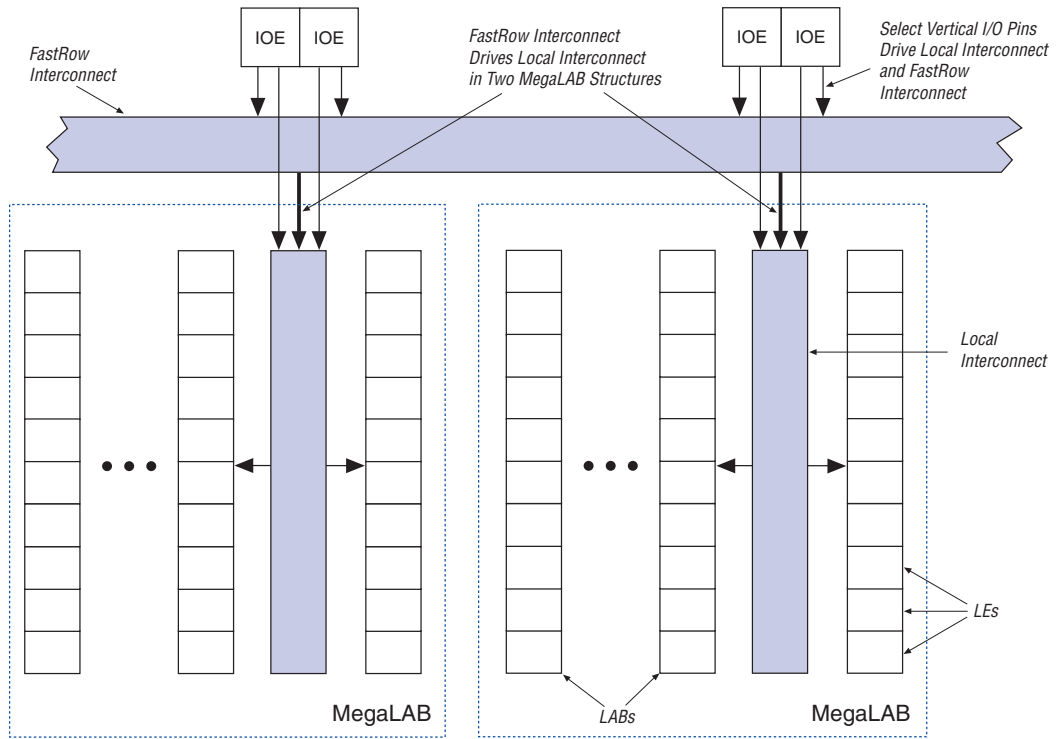 FastRow
Interconnect
IOE IOE
FastRow Interconnect
Drives Local Interconnect
in Two MegaLAB Structures
IOE IOE
Select Vertical I/O Pins
Drive Local Interconnect
and FastRow
Interconnect
Local
Interconnect
LEs
LABs
MegaLAB
MegaLAB